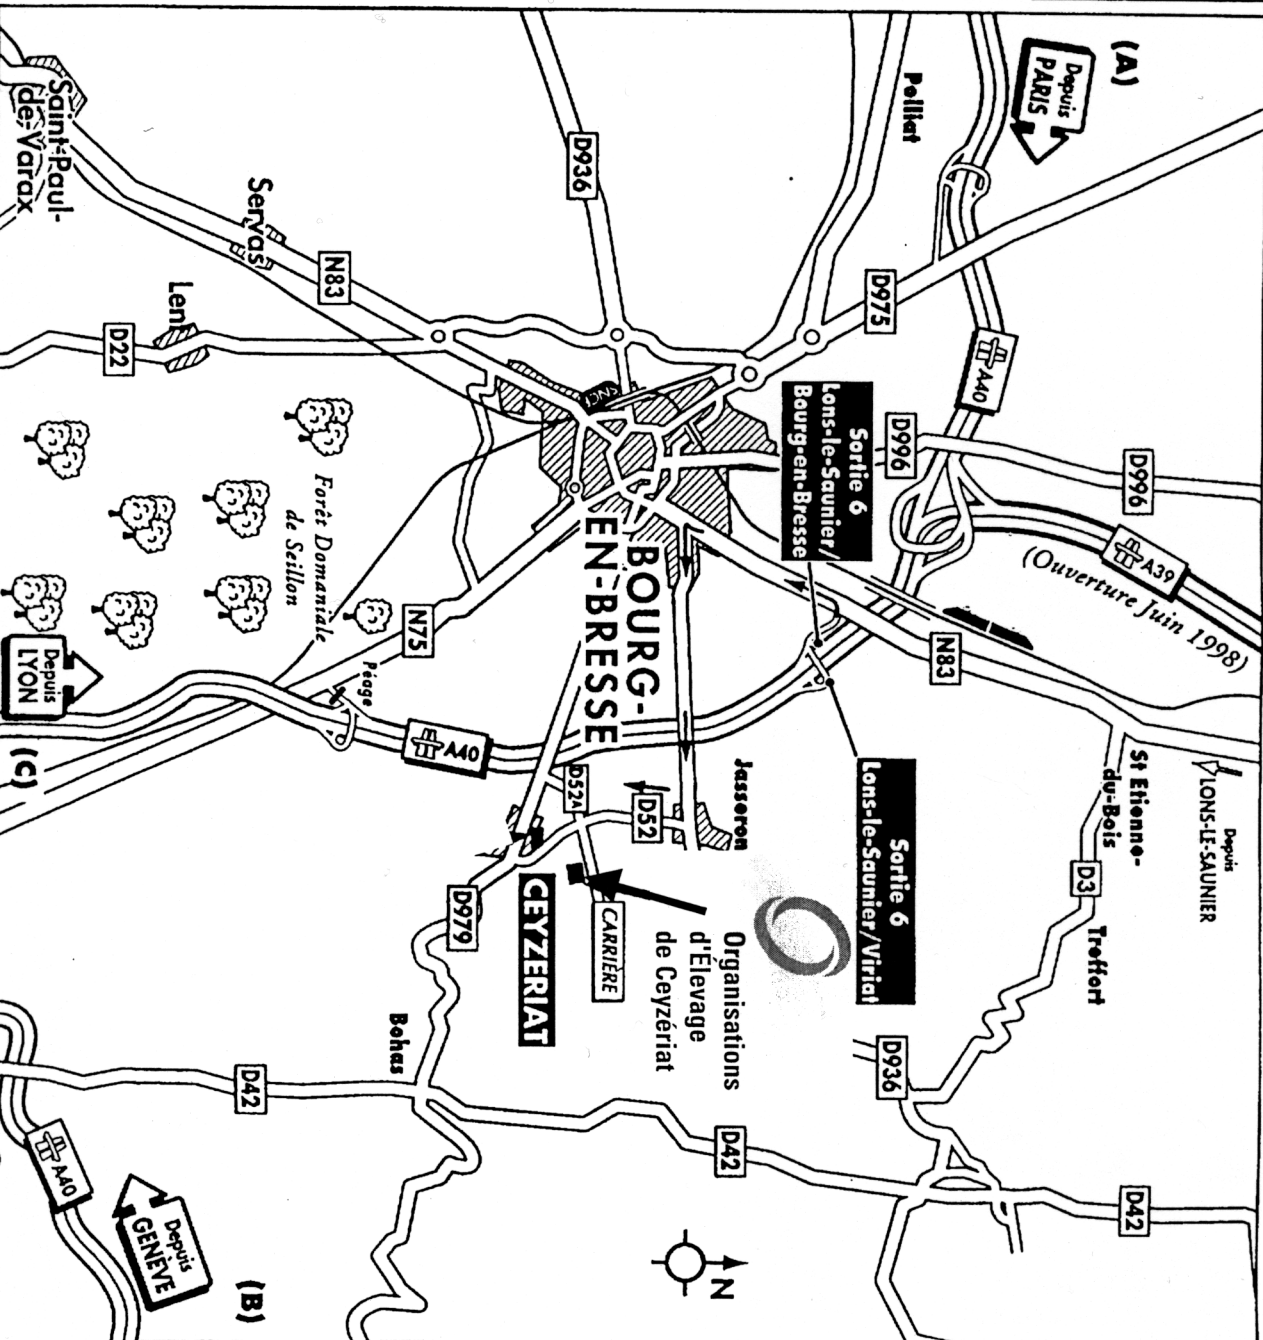 (A)
Depuis
PARIS
Polliat
D975
D936
Saint-Paul-
de-Varax
Servas
N83
Lent
D22
A40
D996
D996
Sortie 6
Lons-le-Saunier/
Bourg-en-Bresse
SNCF
A39
(Ouverture Juin 1998)
Forêt Domaniale
de Seillon
N75
BOURG-
EN-BRESSE
N83
Depuis
LYON
(C)
Péage
A40
D52A
D52
Jasseron
Sortie 6
Lons-le-Saunier/Viriat
St Etienne-
du-Bois
Depuis
LONS-LE-SAUNIER
D3
Treffort
CEYZERIAT
D979
CARRIÈRE
Organisations
d'Élevage
de Ceyzériat
Bohas
D936
D42
D42
D42
A40
Depuis
GENÈVE
(B)
N